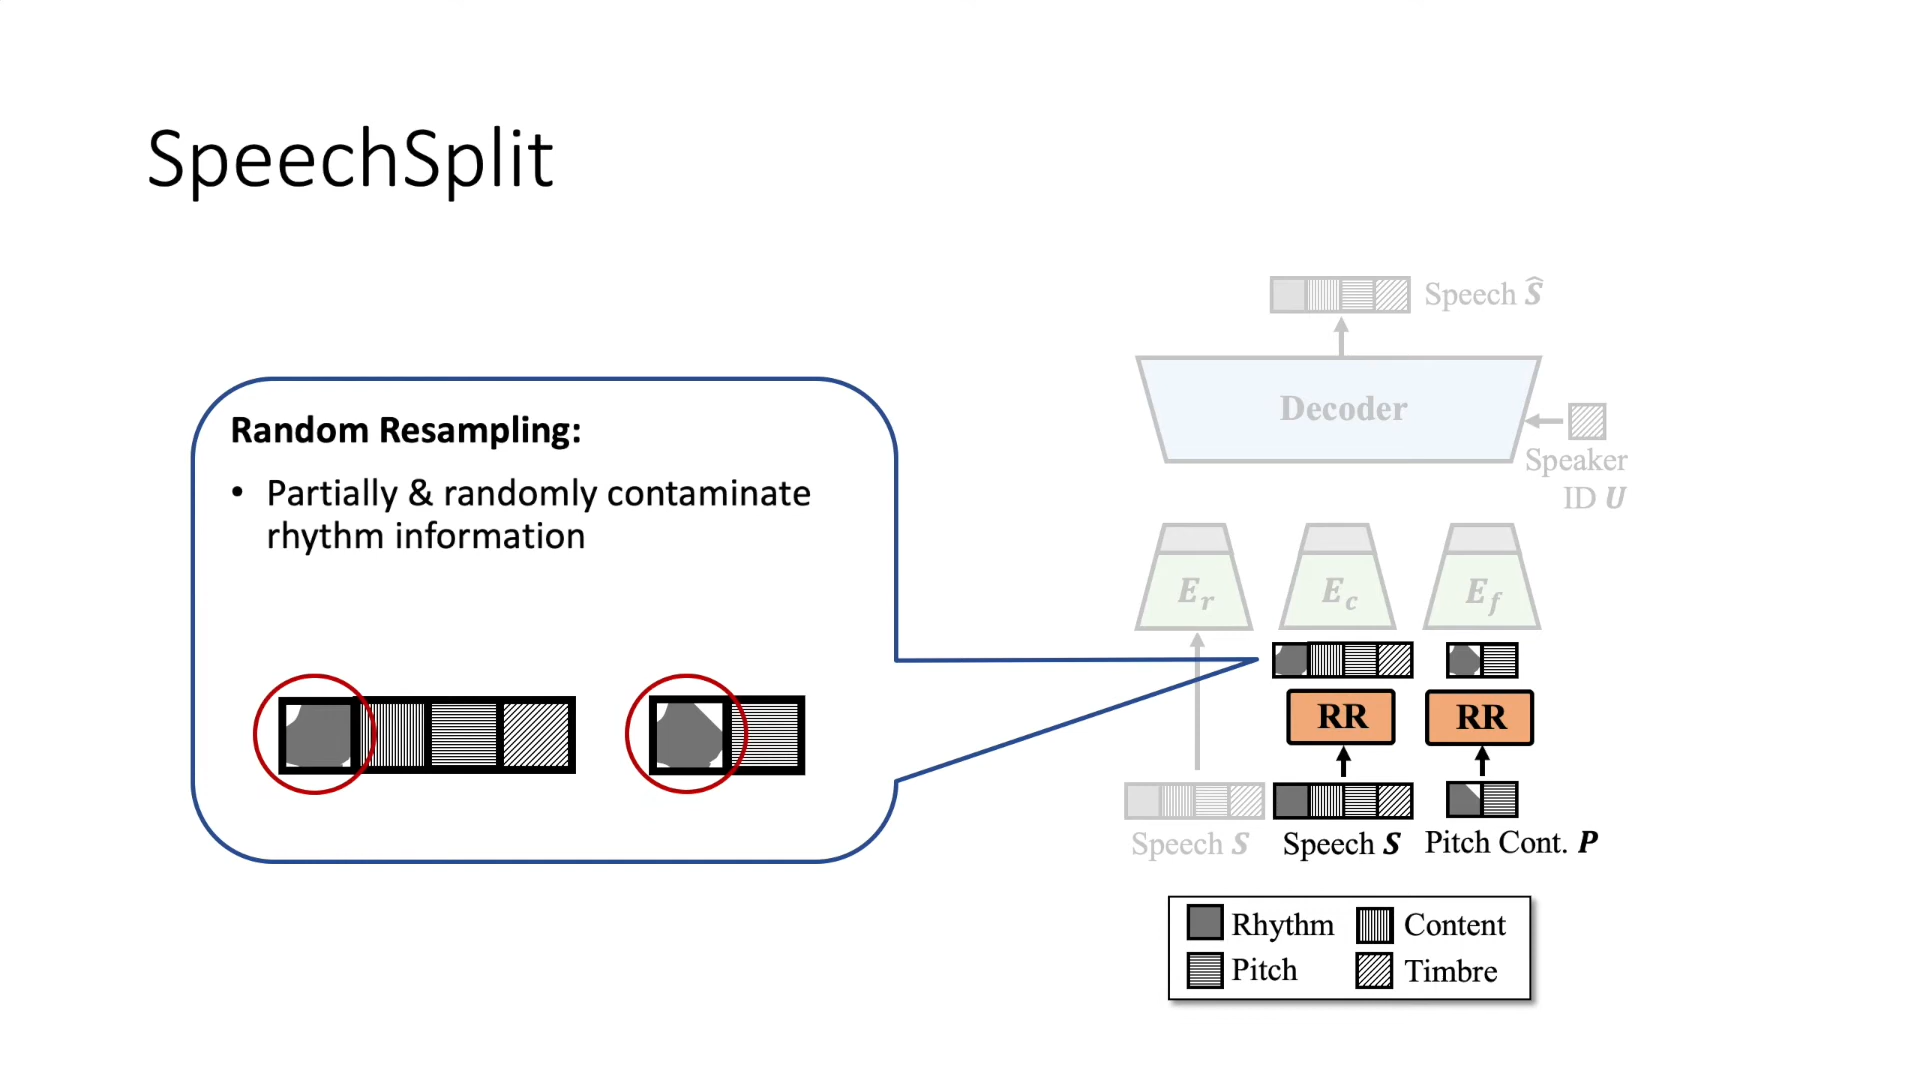 SpeechSplit
Random Resampling:
• Partially & randomly contaminate
rhythm information
Speech Ŝ
Decoder
Speaker
ID U
E_r
E_c
E_f
RR
RR
Speech S
Speech S
Pitch Cont. P
Rhythm
Content
Pitch
Timbre